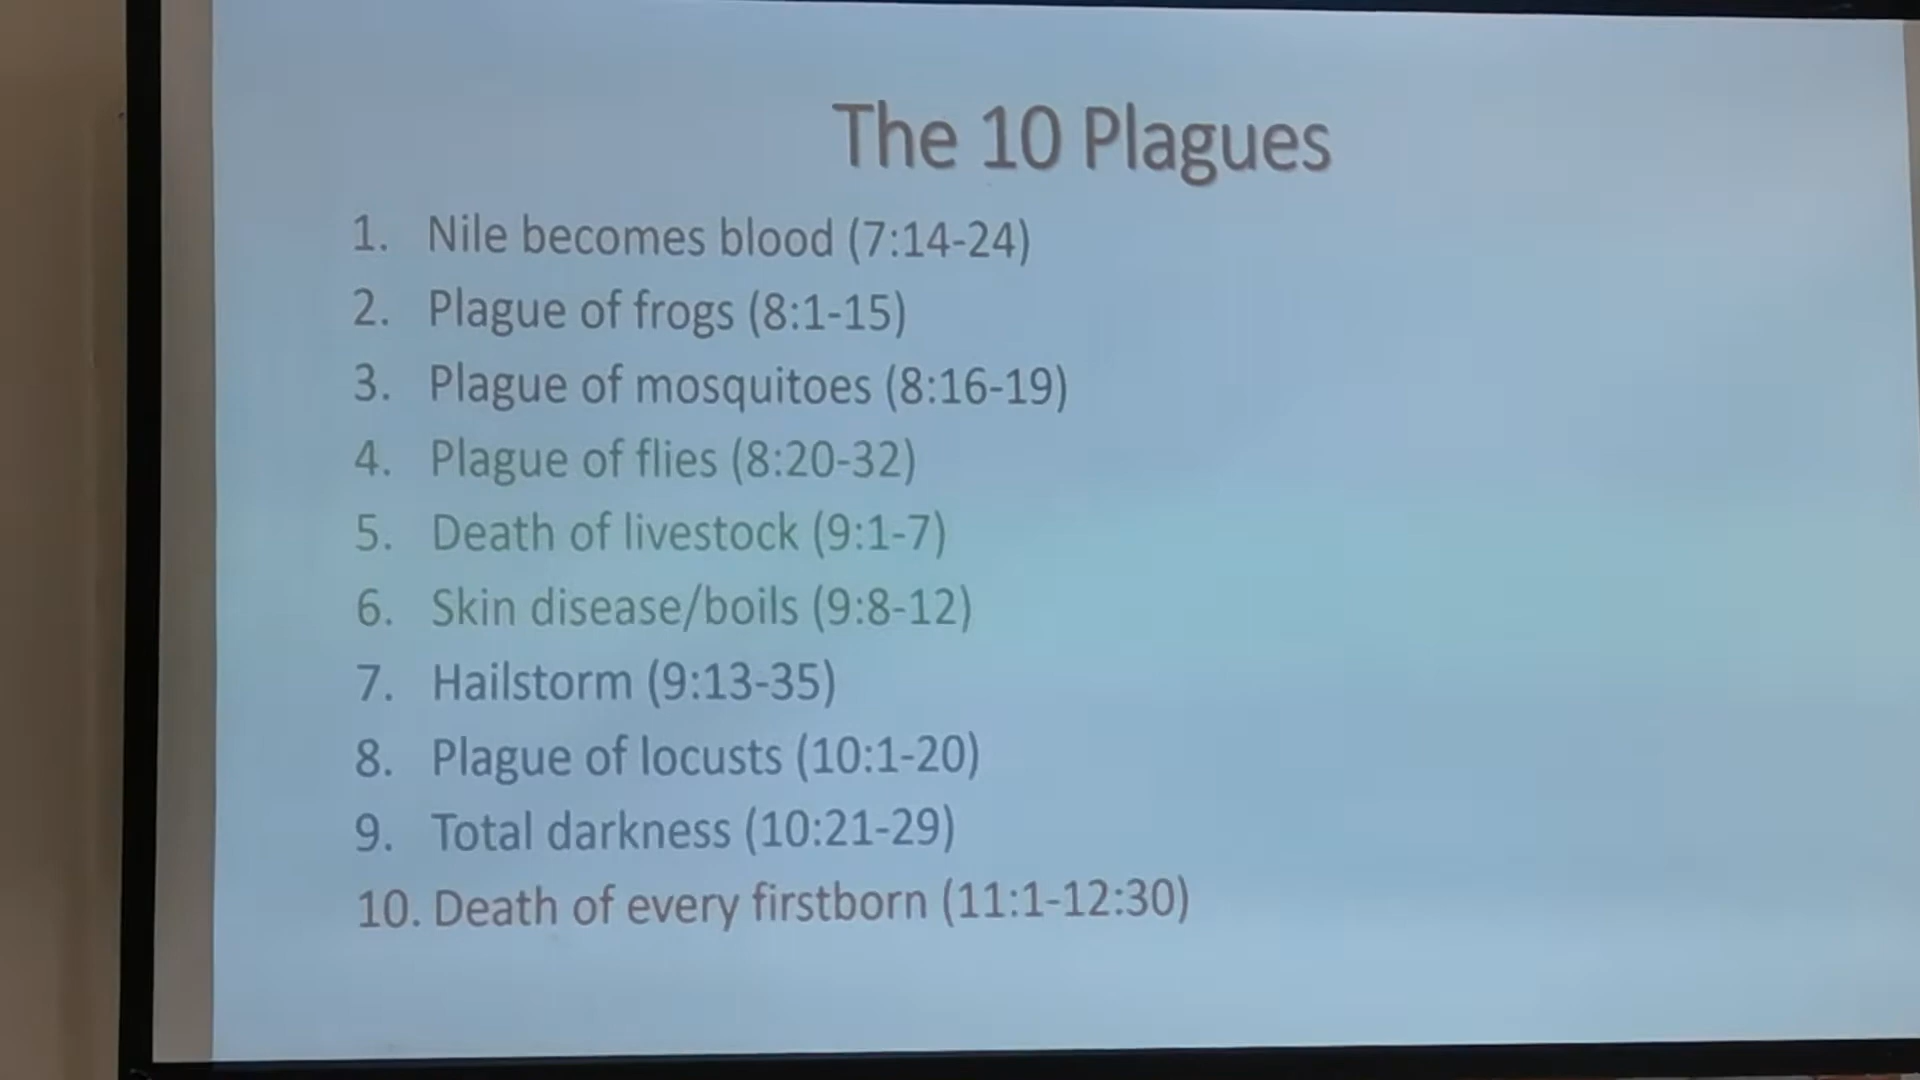 The 10 Plagues
1. Nile becomes blood (7:14-24)
2. Plague of frogs (8:1-15)
3. Plague of mosquitoes (8:16-19)
4. Plague of flies (8:20-32)
5. Death of livestock (9:1-7)
6. Skin disease/boils (9:8-12)
7. Hailstorm (9:13-35)
8. Plague of locusts (10:1-20)
9. Total darkness (10:21-29)
10. Death of every firstborn (11:1-12:30)